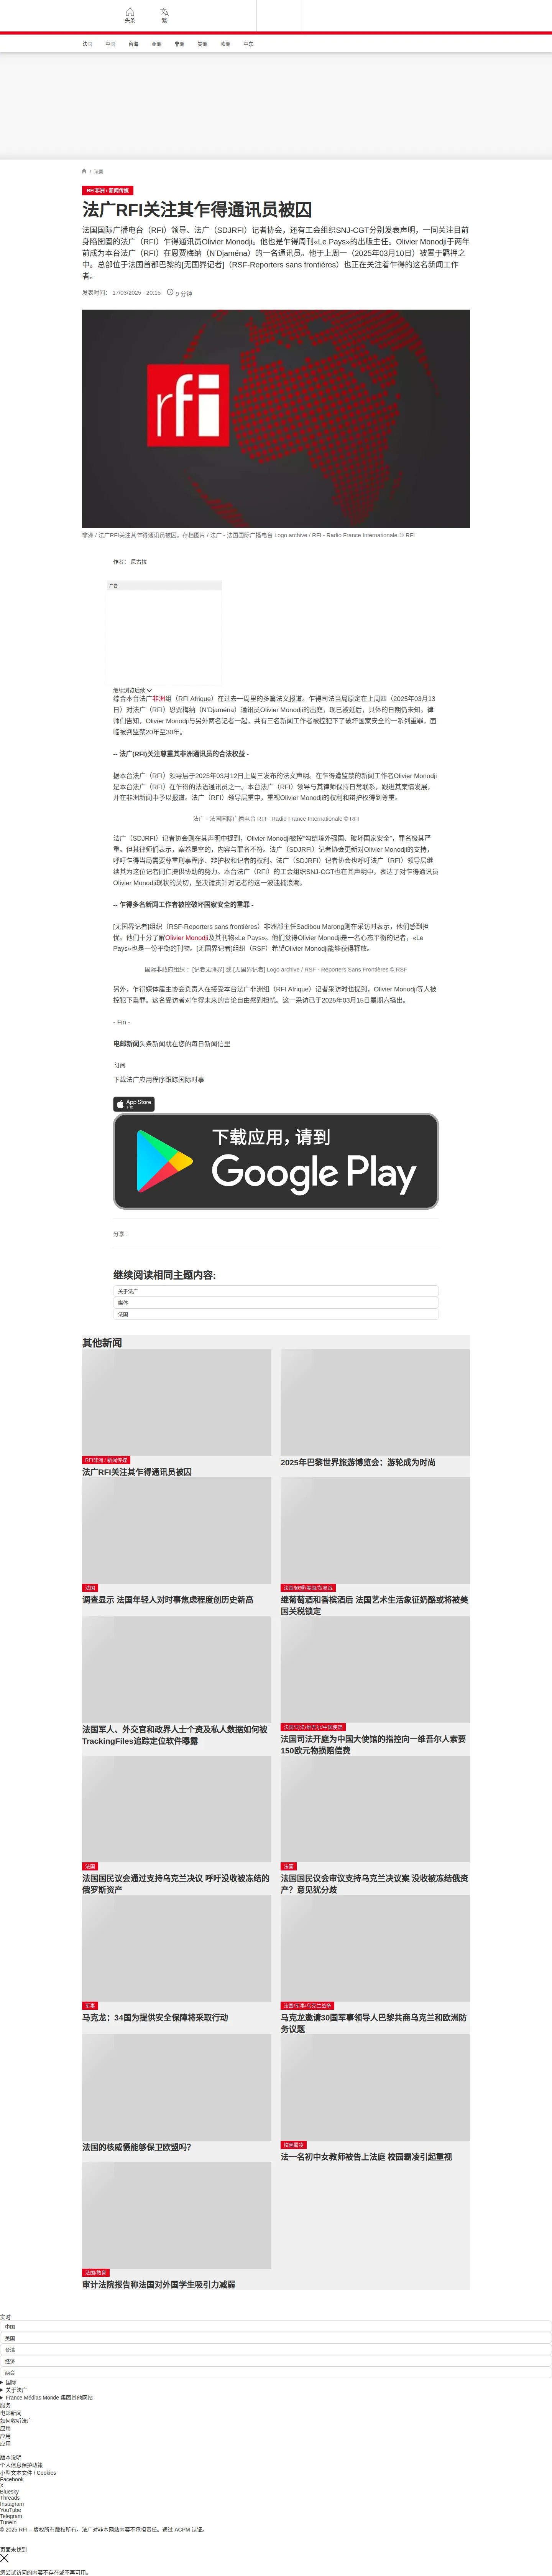 头条
繁
法国
中国
台海
亚洲
非洲
美洲
欧洲
中东
/ 法国
RFI非洲 / 新闻传媒
法广RFI关注其乍得通讯员被囚
法国国际广播电台（RFI）领导、法广（SDJRFI）记者协会，还有工会组织SNJ-CGT分别发表声明，一同关注目前
身陷囹圄的法广（RFI）乍得通讯员Olivier Monodji。他也是乍得周刊«Le Pays»的出版主任。Olivier Monodji于两年
前成为本台法广（RFI）在恩贾梅纳（N'Djaména）的一名通讯员。他于上周一（2025年03月10日）被置于羁押之
中。总部位于法国首都巴黎的[无国界记者]（RSF-Reporters sans frontières）也正在关注着乍得的这名新闻工作
者。
发表时间： 17/03/2025 - 20:15 9 分钟
rfi
非洲 / 法广RFI关注其乍得通讯员被囚。存档图片 / 法广 - 法国国际广播电台 Logo archive / RFI - Radio France Internationale © RFI
作者： 尼古拉
广告
继续浏览后续
综合本台法广非洲组（RFI Afrique）在过去一周里的多篇法文报道。乍得司法当局原定在上周四（2025年03月13
日）对法广（RFI）恩贾梅纳（N'Djaména）通讯员Olivier Monodji的出庭，现已被延后，具体的日期仍未知。律
师们告知，Olivier Monodji与另外两名记者一起，共有三名新闻工作者被控犯下了破坏国家安全的一系列重罪，面
临被判监禁20年至30年。
-- 法广(RFI)关注尊重其非洲通讯员的合法权益 -
据本台法广（RFI）领导层于2025年03月12日上周三发布的法文声明。在乍得遭监禁的新闻工作者Olivier Monodji
是本台法广（RFI）在乍得的法语通讯员之一。本台法广（RFI）领导与其律师保持日常联系，跟进其案情发展，
并在非洲新闻中予以报道。法广（RFI）领导层重申，重视Olivier Monodji的权利和辩护权得到尊重。
法广 - 法国国际广播电台 RFI - Radio France Internationale © RFI
法广（SDJRFI）记者协会则在其声明中提到，Olivier Monodji被控“勾结境外强国、破坏国家安全”，罪名极其严
重。但其律师们表示，案卷是空的，内容与罪名不符。法广（SDJRFI）记者协会更新对Olivier Monodji的支持，
呼吁乍得当局需要尊重刑事程序、辩护权和记者的权利。法广（SDJRFI）记者协会也呼吁法广（RFI）领导层继
续其为这位记者同仁提供协助的努力。本台法广（RFI）的工会组织SNJ-CGT也在其声明中，表达了对乍得通讯员
Olivier Monodji现状的关切，坚决谴责针对记者的这一波逮捕浪潮。
-- 乍得多名新闻工作者被控破坏国家安全的重罪 -
[无国界记者]组织（RSF-Reporters sans frontières）非洲部主任Sadibou Marong则在采访时表示，他们感到担
忧。他们十分了解Olivier Monodji及其刊物«Le Pays»。他们觉得Olivier Monodji是一名心态平衡的记者，«Le
Pays»也是一份平衡的刊物。[无国界记者]组织（RSF）希望Olivier Monodji能够获得释放。
国际非政府组织 ：[记者无疆界] 或 [无国界记者] Logo archive / RSF - Reporters Sans Frontières © RSF
另外，乍得媒体雇主协会负责人在接受本台法广非洲组（RFI Afrique）记者采访时也提到，Olivier Monodji等人被
控犯下重罪。这名受访者对乍得未来的言论自由感到担忧。这一采访已于2025年03月15日星期六播出。
- Fin -
电邮新闻头条新闻就在您的每日新闻信里
订阅
下载法广应用程序跟踪国际时事
App Store
下载
下载应用，请到
Google Play
分享 :
继续阅读相同主题内容:
关于法广
媒体
法国
其他新闻
RFI非洲 / 新闻传媒
法广RFI关注其乍得通讯员被囚
2025年巴黎世界旅游博览会：游轮成为时尚
法国
调查显示 法国年轻人对时事焦虑程度创历史新高
法国/欧盟/美国/贸易战
继葡萄酒和香槟酒后 法国艺术生活象征奶酪或将被美
国关税锁定
法国军人、外交官和政界人士个资及私人数据如何被
TrackingFiles追踪定位软件曝露
法国/司法/维吾尔/中国使馆
法国司法开庭为中国大使馆的指控向一维吾尔人索要
150欧元物损赔偿费
法国
法国国民议会通过支持乌克兰决议 呼吁没收被冻结的
俄罗斯资产
法国
法国国民议会审议支持乌克兰决议案 没收被冻结俄资
产？意见犹分歧
军事
马克龙：34国为提供安全保障将采取行动
法国/军事/乌克兰战争
马克龙邀请30国军事领导人巴黎共商乌克兰和欧洲防
务议题
法国的核威慑能够保卫欧盟吗？
校园霸凌
法一名初中女教师被告上法庭 校园霸凌引起重视
法国/教育
审计法院报告称法国对外国学生吸引力减弱
实时
中国
美国
台湾
经济
两会
国际
关于法广
France Médias Monde 集团其他网站
服务
电邮新闻
如何收听法广
应用
应用
应用
版本说明
个人信息保护政策
小型文本文件 / Cookies
Facebook
X
Bluesky
Threads
Instagram
YouTube
Telegram
TuneIn
© 2025 RFI – 版权所有版权所有。法广对非本网站内容不承担责任。通过 ACPM 认证。
页面未找到
您尝试访问的内容不存在或不再可用。